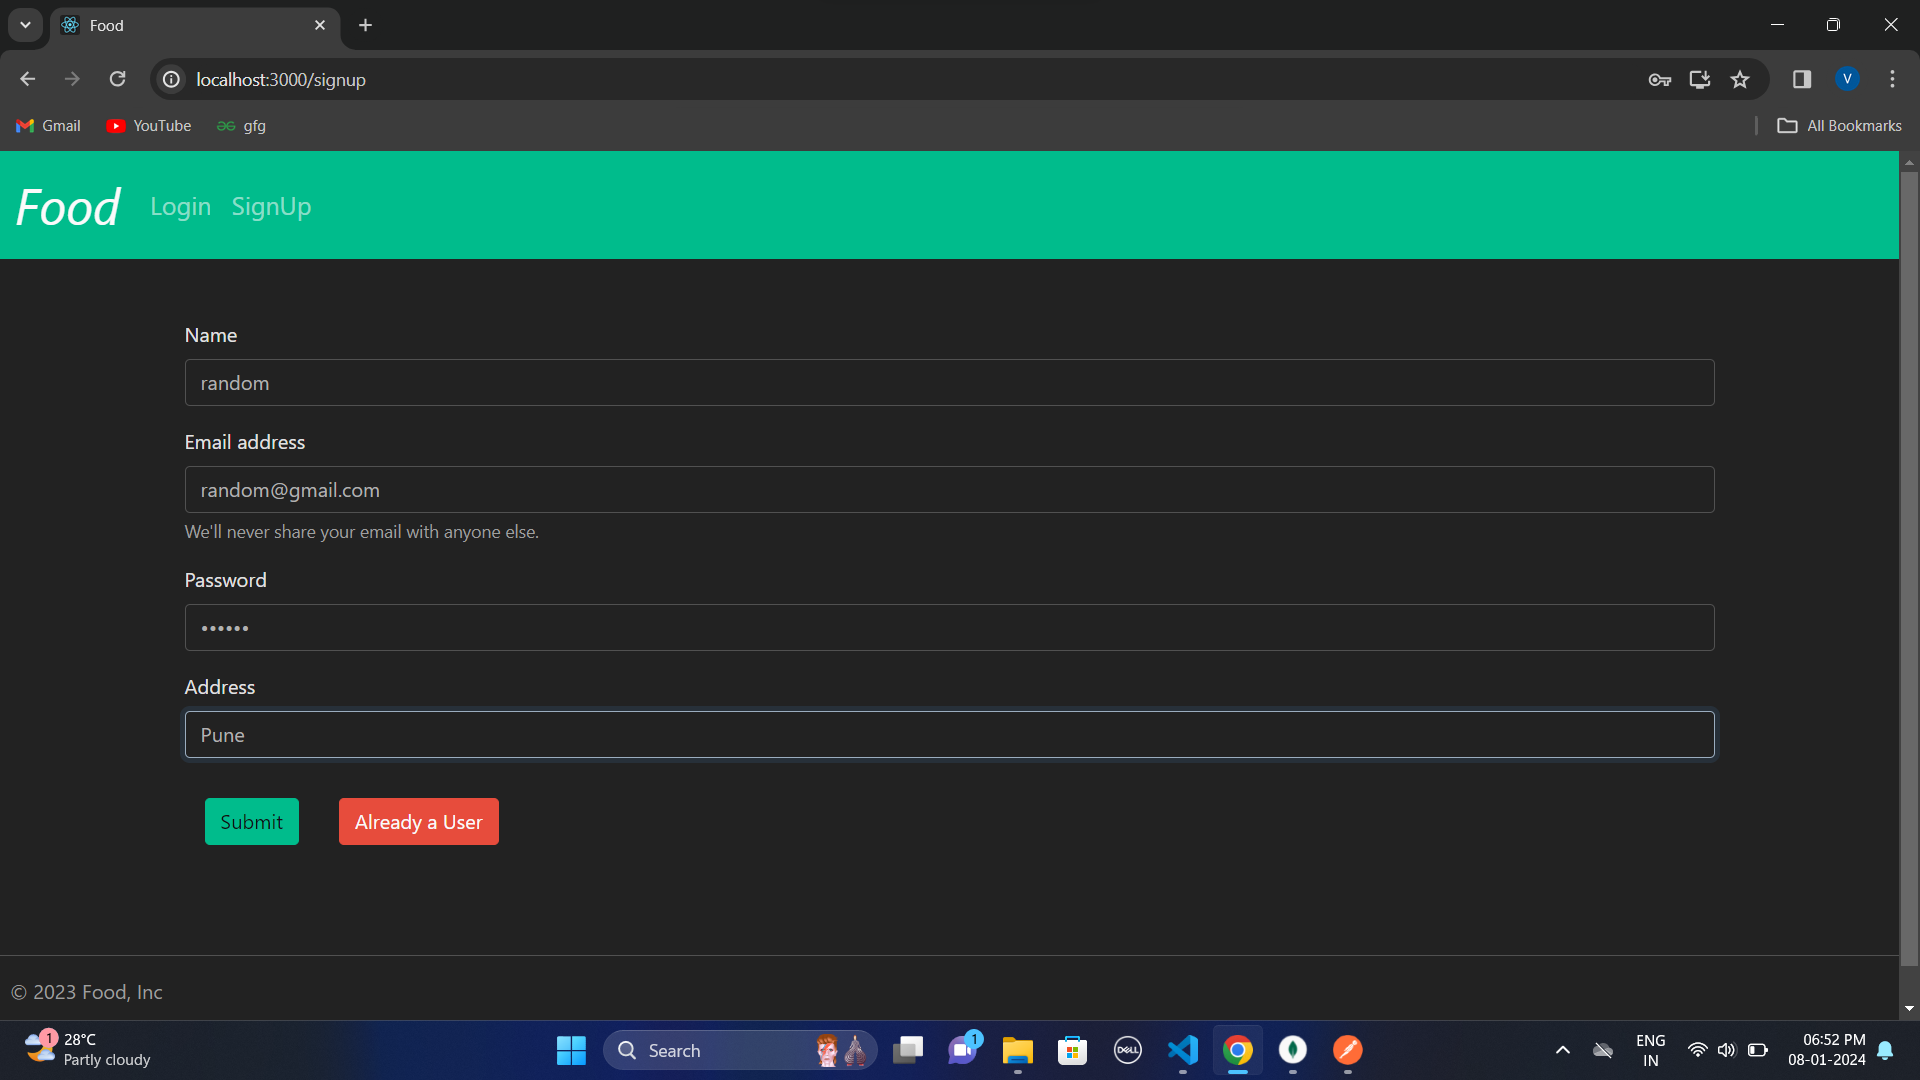 Food
localhost:3000/signup
V
Gmail
YouTube
gfg
All Bookmarks
Food
Login
SignUp
Name
random
Email address
random@gmail.com
We'll never share your email with anyone else.
Password
••••••
Address
Pune
Submit
Already a User
© 2023 Food, Inc
1
28°C
Partly cloudy
Search
1
DELL
ENG
IN
06:52 PM
08-01-2024